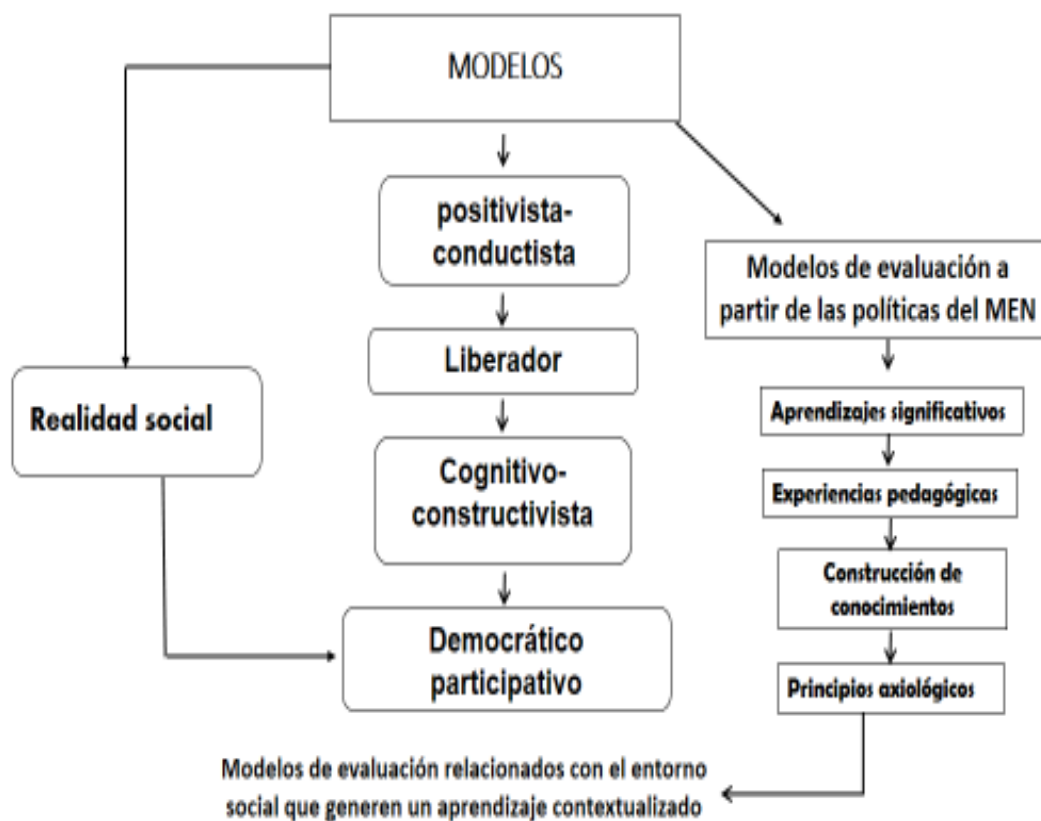 MODELOS
positivista-
conductista
Liberador
Cognitivo-
constructivista
Democrático
participativo
Realidad social
Modelos de evaluación a
partir de las políticas del MEN
Aprendizajes significativos
Experiencias pedagógicas
Construcción de
conocimientos
Principios axiológicos
Modelos de evaluación relacionados con el entorno
social que generen un aprendizaje contextualizado